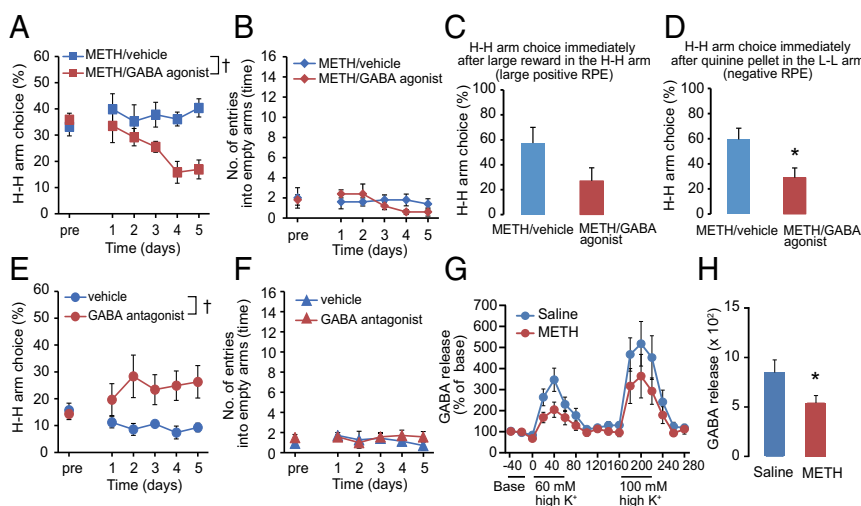 A
METH/vehicle
METH/GABA agonist
†
H-H arm choice (%)
60
50
40
30
20
10
0
pre 1 2 3 4 5
Time (days)
B
METH/vehicle
METH/GABA agonist
No. of entries
into empty arms (time)
16
14
12
10
8
6
4
2
0
pre 1 2 3 4 5
Time (days)
C
H-H arm choice immediately
after large reward in the H-H arm
(large positive RPE)
H-H arm choice (%)
100
80
60
40
20
0
METH/vehicle METH/GABA
agonist
D
H-H arm choice immediately
after quinine pellet in the L-L arm
(negative RPE)
H-H arm choice (%)
100
80
60
40
20
0
*
METH/vehicle METH/GABA
agonist
E
vehicle
GABA antagonist
†
H-H arm choice (%)
60
50
40
30
20
10
0
pre 1 2 3 4 5
Time (days)
F
vehicle
GABA antagonist
No. of entries
into empty arms (time)
16
14
12
10
8
6
4
2
0
pre 1 2 3 4 5
Time (days)
G
Saline
METH
GABA release
(% of base)
700
600
500
400
300
200
100
0
-40 0 40 80 120 160 200 240 280
Base 60 mM
high K⁺
100 mM
high K⁺
H
GABA release (x 10²)
10
5
0
*
Saline METH